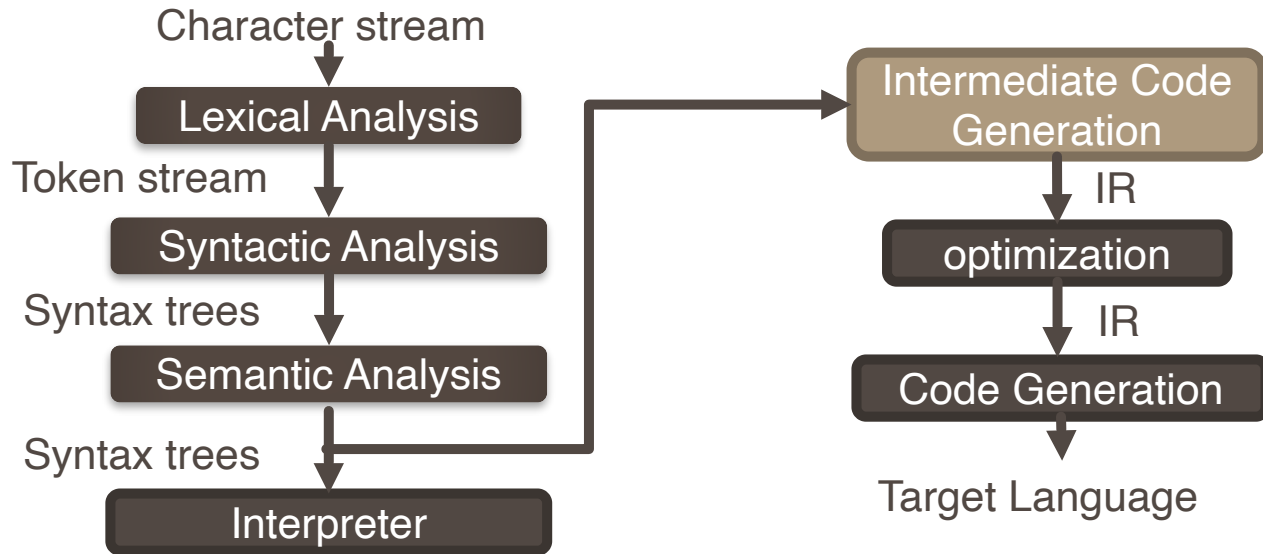 Character stream
Lexical Analysis
Token stream
Syntactic Analysis
Syntax trees
Semantic Analysis
Syntax trees
Interpreter
Intermediate Code
Generation
IR
optimization
IR
Code Generation
Target Language